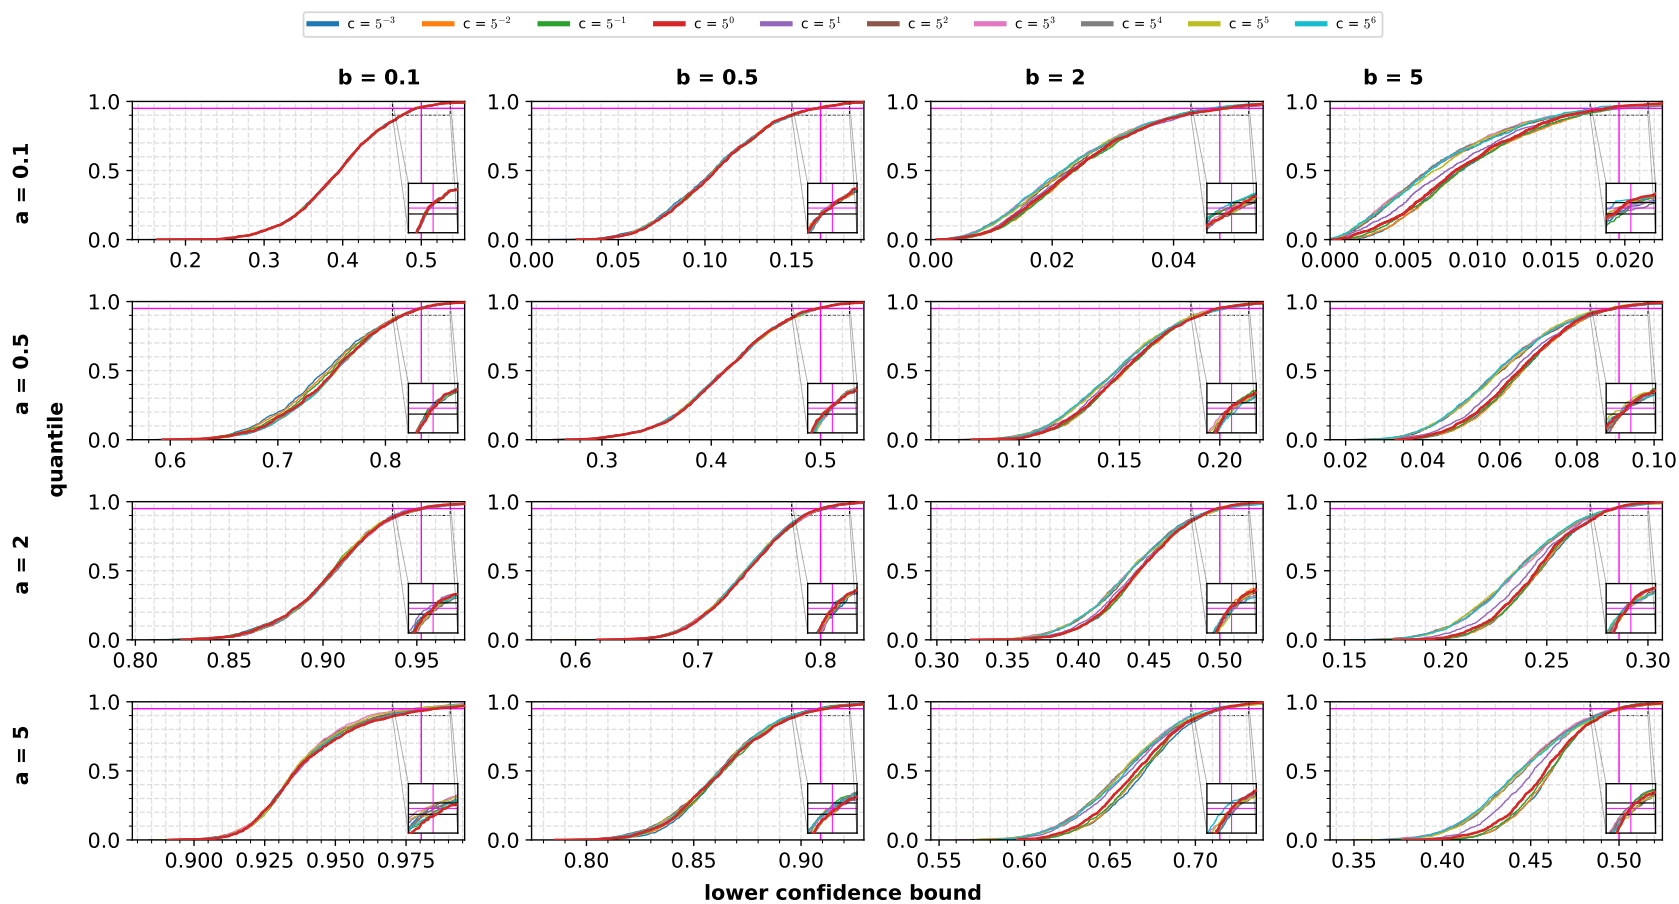 c = 5⁻³ c = 5⁻² c = 5⁻¹ c = 5⁰ c = 5¹ c = 5² c = 5³ c = 5⁴ c = 5⁵ c = 5⁶
b = 0.1 b = 0.5 b = 2 b = 5
a = 0.1
1.0
0.5
0.0
0.2 0.3 0.4 0.5
1.0
0.5
0.0
0.00 0.05 0.10 0.15
1.0
0.5
0.0
0.00 0.02 0.04
1.0
0.5
0.0
0.000 0.005 0.010 0.015 0.020
a = 0.5
1.0
0.5
0.0
0.6 0.7 0.8
1.0
0.5
0.0
0.3 0.4 0.5
1.0
0.5
0.0
0.10 0.15 0.20
1.0
0.5
0.0
0.02 0.04 0.06 0.08 0.10
quantile
a = 2
1.0
0.5
0.0
0.80 0.85 0.90 0.95
1.0
0.5
0.0
0.6 0.7 0.8
1.0
0.5
0.0
0.30 0.35 0.40 0.45 0.50
1.0
0.5
0.0
0.15 0.20 0.25 0.30
a = 5
1.0
0.5
0.0
0.900 0.925 0.950 0.975
1.0
0.5
0.0
0.80 0.85 0.90
1.0
0.5
0.0
0.55 0.60 0.65 0.70
1.0
0.5
0.0
0.35 0.40 0.45 0.50
lower confidence bound